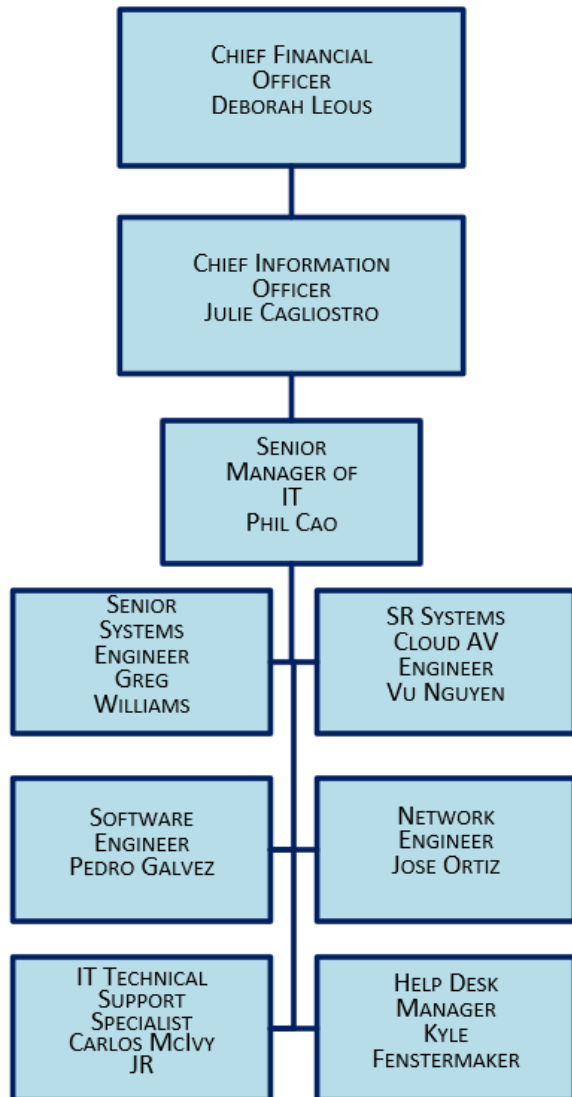 Chief Financial
Officer
Deborah Leous
Chief Information
Officer
Julie Cagliostro
Senior
Manager of
IT
Phil Cao
Senior
Systems
Engineer
Greg
Williams
SR Systems
Cloud AV
Engineer
Vu Nguyen
Software
Engineer
Pedro Galvez
Network
Engineer
Jose Ortiz
IT Technical
Support
Specialist
Carlos McIvy
JR
Help Desk
Manager
Kyle
Fenstermaker